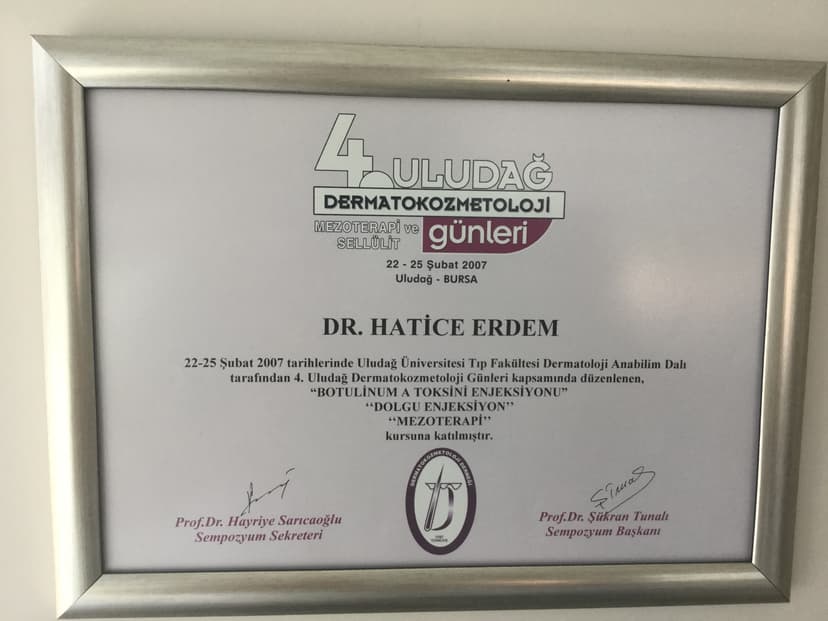 4. ULUDAĞ
DERMATOKOZMETOLOJİ
MEZOTERAPİ ve
SELLÜLİT
günleri
22 - 25 Şubat 2007
Uludağ - BURSA
DR. HATİCE ERDEM
22-25 Şubat 2007 tarihlerinde Uludağ Üniversitesi Tıp Fakültesi Dermatoloji Anabilim Dalı
tarafından 4. Uludağ Dermatokozmetoloji Günleri kapsamında düzenlenen,
“BOTULİNUM A TOKSİNİ ENJEKSİYONU”
‘‘DOLGU ENJEKSİYON’’
‘‘MEZOTERAPİ’’
kursuna katılmıştır.
DERMATOKOZMETOLOJİ DERNEĞİ
Prof.Dr. Hayriye Sarıcaoğlu
Sempozyum Sekreteri
Prof.Dr. Şükran Tunalı
Sempozyum Başkanı